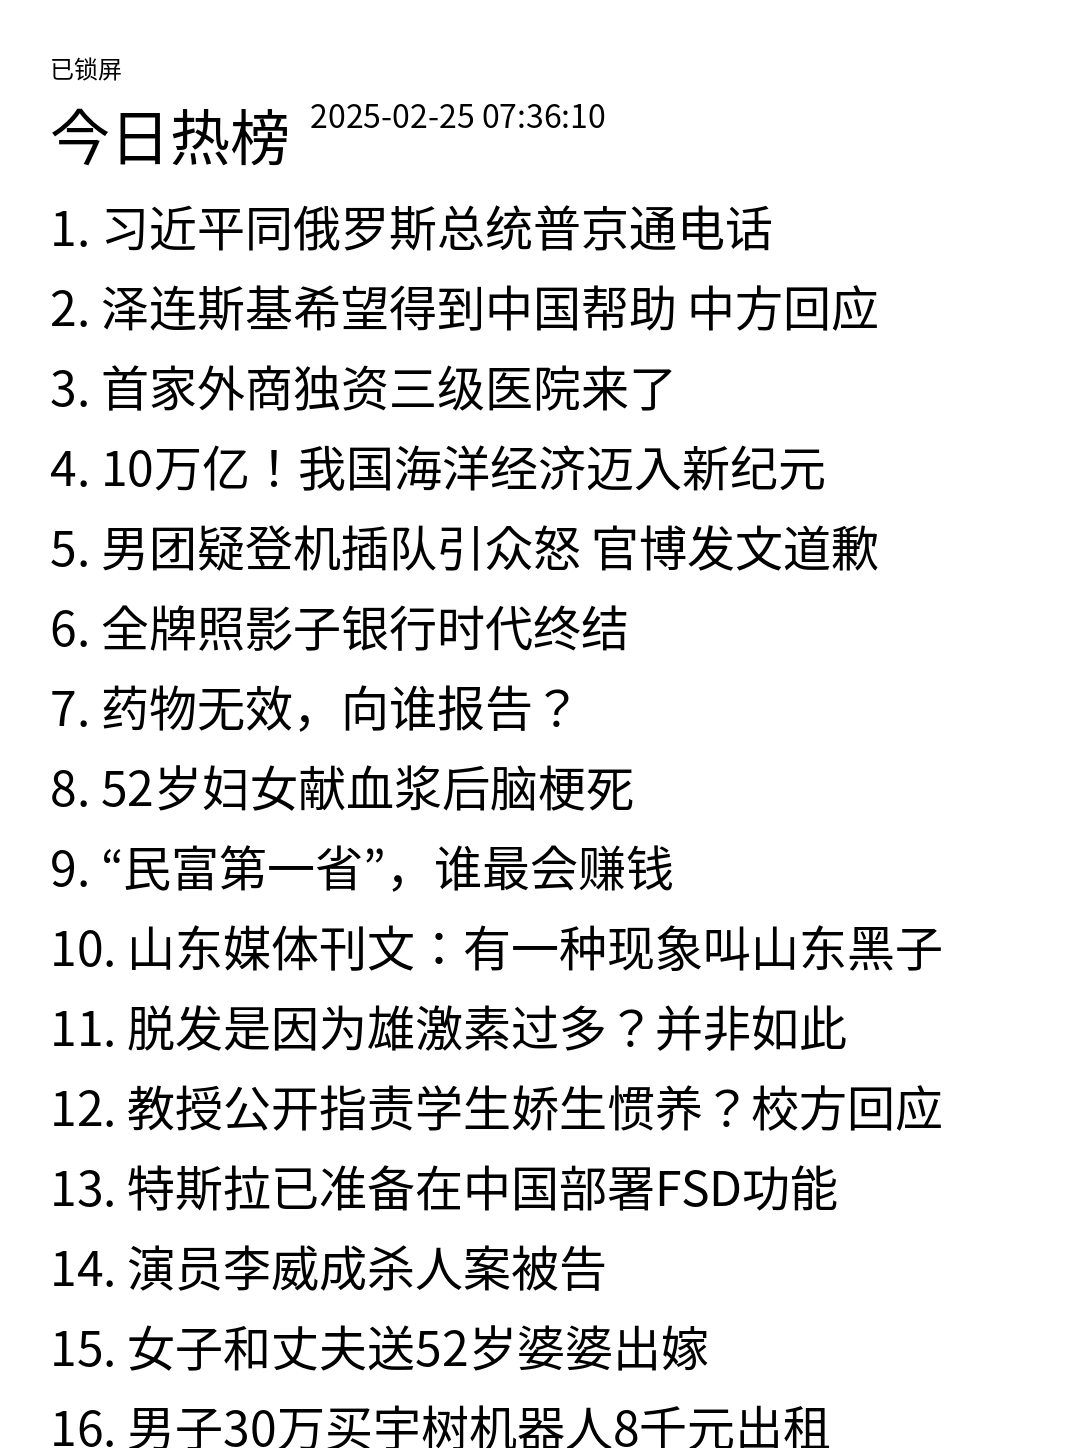 已锁屏
今日热榜 2025-02-25 07:36:10
1. 习近平同俄罗斯总统普京通电话
2. 泽连斯基希望得到中国帮助 中方回应
3. 首家外商独资三级医院来了
4. 10万亿！我国海洋经济迈入新纪元
5. 男团疑登机插队引众怒 官博发文道歉
6. 全牌照影子银行时代终结
7. 药物无效，向谁报告？
8. 52岁妇女献血浆后脑梗死
9. “民富第一省”，谁最会赚钱
10. 山东媒体刊文：有一种现象叫山东黑子
11. 脱发是因为雄激素过多？并非如此
12. 教授公开指责学生娇生惯养？校方回应
13. 特斯拉已准备在中国部署FSD功能
14. 演员李威成杀人案被告
15. 女子和丈夫送52岁婆婆出嫁
16. 男子30万买宇树机器人8千元出租